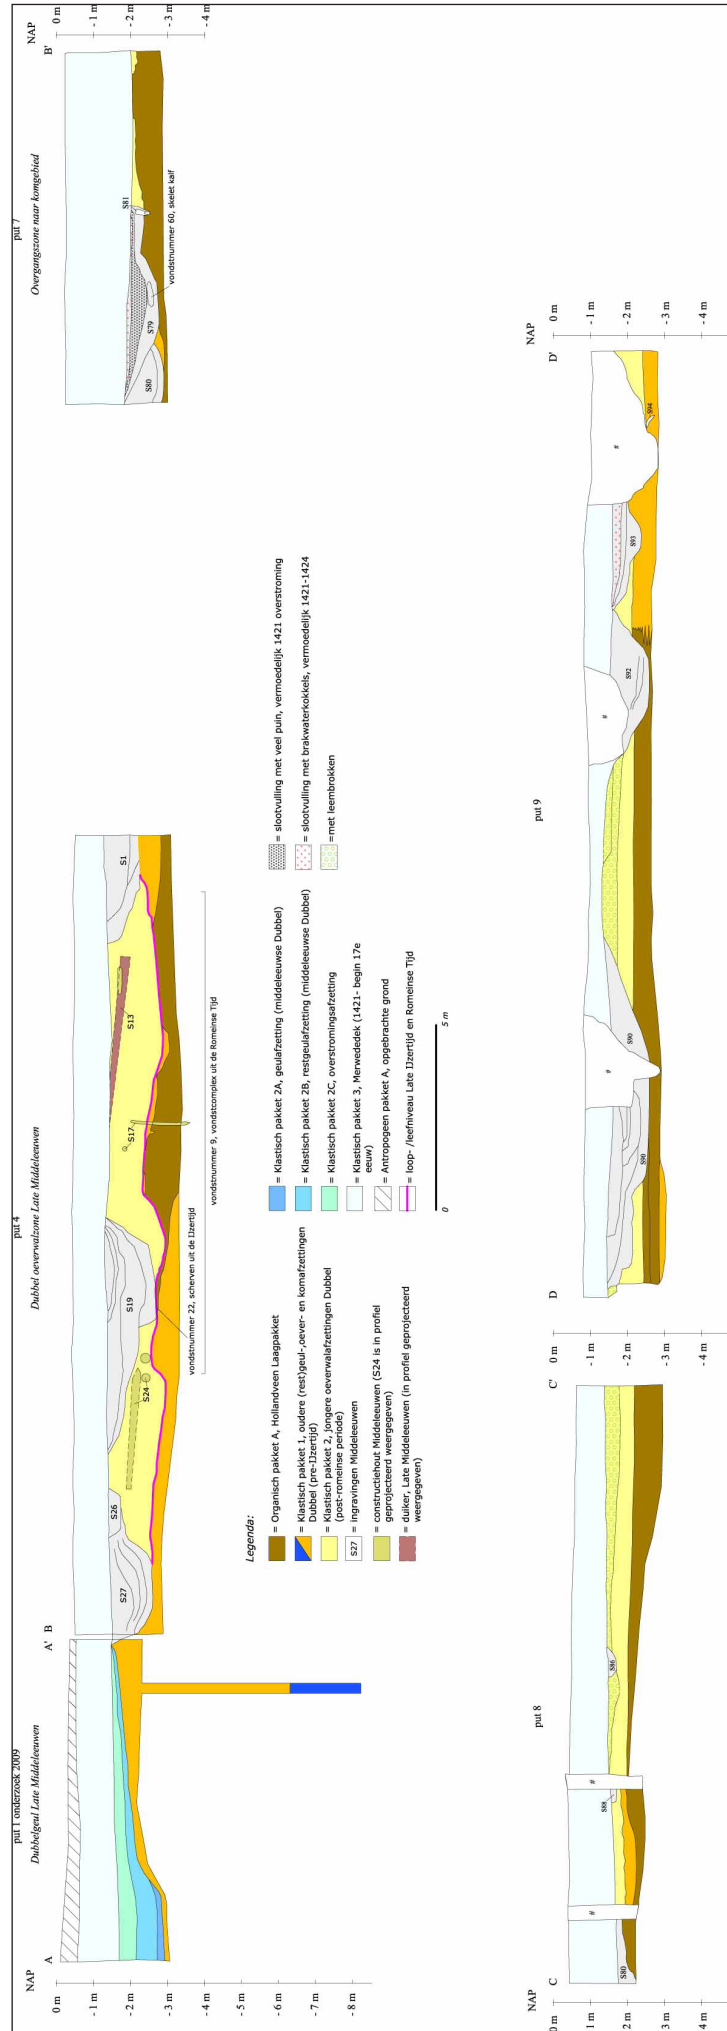 put 1 onderzoek 2009
Dubbelgeul Late Middeleeuwen
put 4
Dubbel oeverwalzone Late Middeleeuwen
put 7
Overgangszone naar komgebied
NAP
A
A'
B
B'
NAP
0 m
- 1 m
- 2 m
- 3 m
- 4 m
- 5 m
- 6 m
- 7 m
- 8 m
0 m
- 1 m
- 2 m
- 3 m
- 4 m
S27
S26
S24
S19
S17
S13
S1
S80
S79
S81
vondstnummer 60, skelet kalf
vondstnummer 22, scherven uit de IJzertijd
vondstnummer 9, vondstcomplex uit de Romeinse Tijd
Legenda:
= Organisch pakket A, Hollandveen Laagpakket
= Klastisch pakket 1, oudere (rest)geul-,oever- en komafzettingen
Dubbel (pre-IJzertijd)
= Klastisch pakket 2, jongere oeverwalafzettingen Dubbel
(post-romeinse periode)
S27
= ingravingen Middeleeuwen
= constructiehout Middeleeuwen (S24 is in profiel
geprojecteerd weergegeven)
= duiker, Late Middeleeuwen (in profiel geprojecteerd
weergegeven)
= Klastisch pakket 2A, geulafzetting (middeleeuwse Dubbel)
= Klastisch pakket 2B, restgeulafzetting (middeleeuwse Dubbel)
= Klastisch pakket 2C, overstromingsafzetting
= Klastisch pakket 3, Merwededek (1421- begin 17e
eeuw)
= Antropogeen pakket A, opgebrachte grond
= loop- /leefniveau Late IJzertijd en Romeinse Tijd
= slootvulling met veel puin, vermoedelijk 1421 overstroming
= slootvulling met brakwaterkokkels, vermoedelijk 1421-1424
=met leembrokken
0
5 m
put 8
put 9
NAP
C
C'
D
D'
NAP
0 m
- 1 m
- 2 m
- 3 m
- 4 m
0 m
- 1 m
- 2 m
- 3 m
- 4 m
S80
#
S88
#
S86
S90
#
S90
#
S92
S93
#
S94